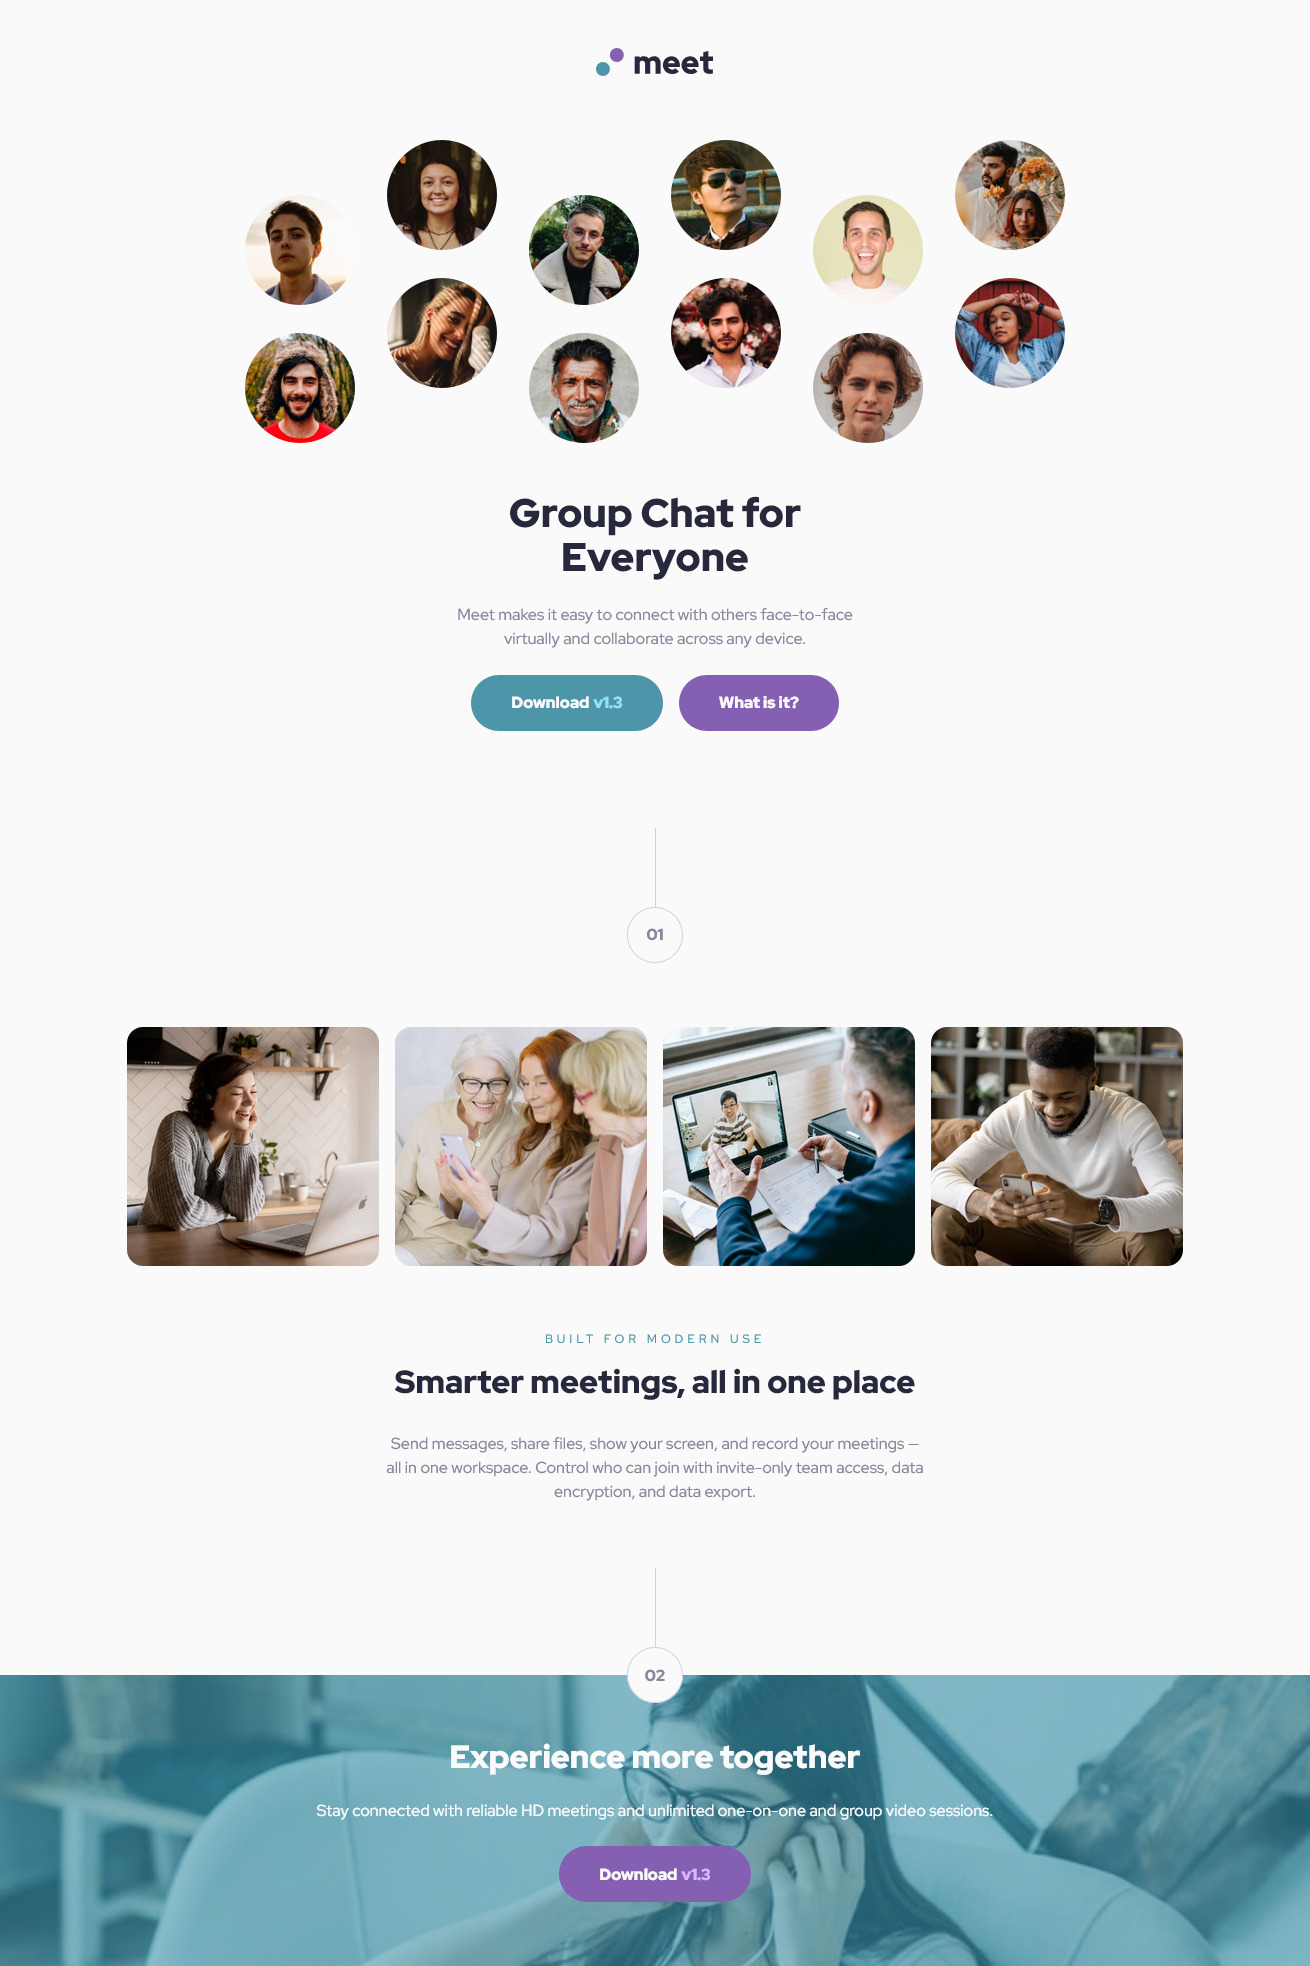 meet
Group Chat for
Everyone
Meet makes it easy to connect with others face-to-face
virtually and collaborate across any device.
Download v1.3
What is it?
01
BUILT FOR MODERN USE
Smarter meetings, all in one place
Send messages, share files, show your screen, and record your meetings —
all in one workspace. Control who can join with invite-only team access, data
encryption, and data export.
02
Experience more together
Stay connected with reliable HD meetings and unlimited one-on-one and group video sessions.
Download v1.3